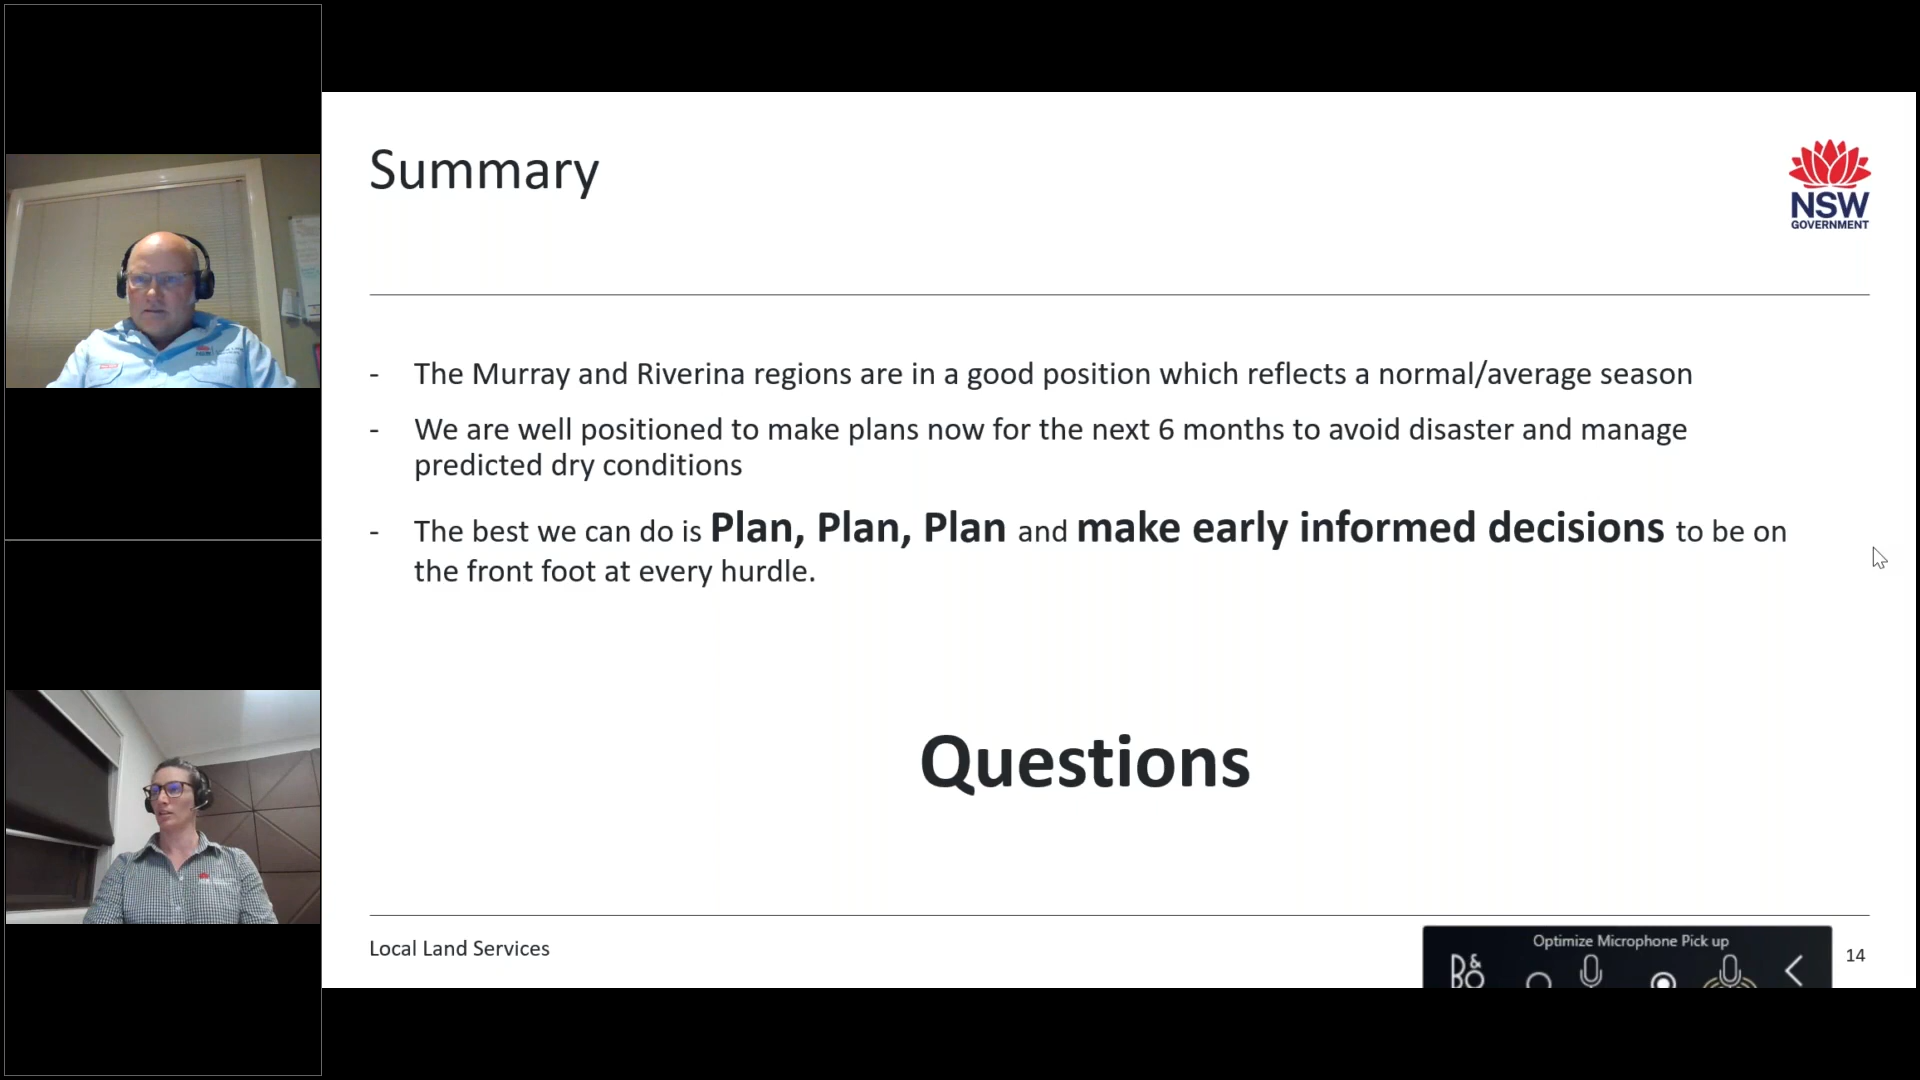 Summary
NSW
GOVERNMENT
- The Murray and Riverina regions are in a good position which reflects a normal/average season
- We are well positioned to make plans now for the next 6 months to avoid disaster and manage
predicted dry conditions
- The best we can do is Plan, Plan, Plan and make early informed decisions to be on
the front foot at every hurdle.
Questions
Local Land Services
Optimize Microphone Pick up
B&O
14